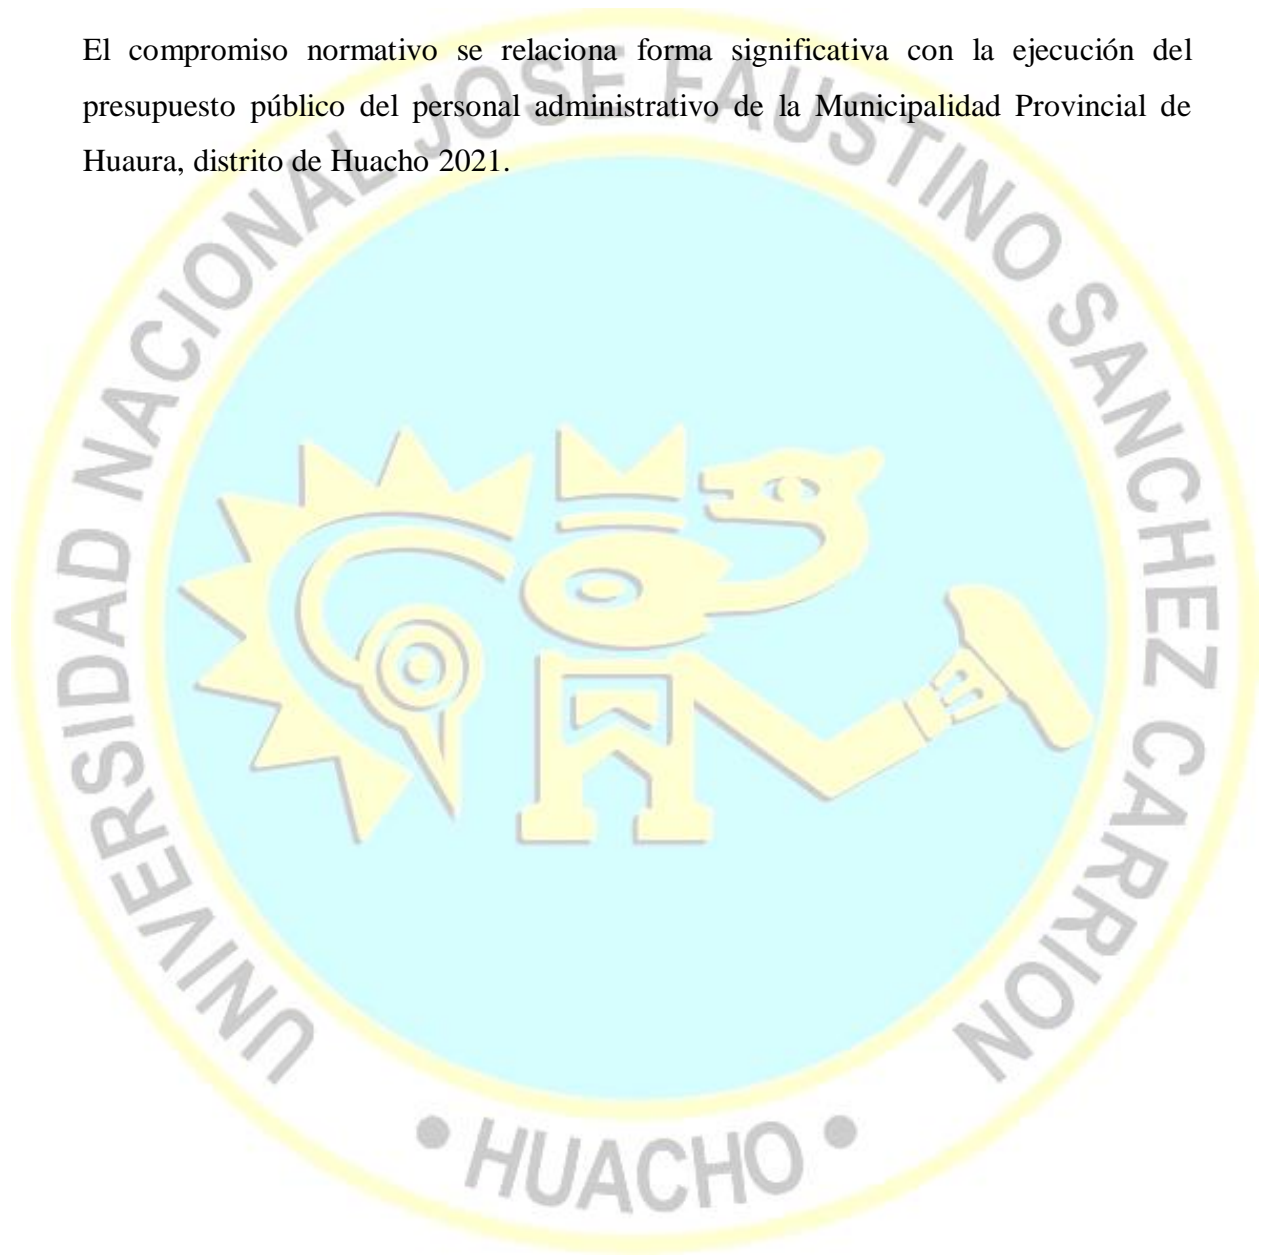 El compromiso normativo se relaciona forma significativa con la ejecución del
presupuesto público del personal administrativo de la Municipalidad Provincial de
Huaura, distrito de Huacho 2021.
UNIVERSIDAD NACIONAL JOSE FAUSTINO SANCHEZ CARRION
• HUACHO •